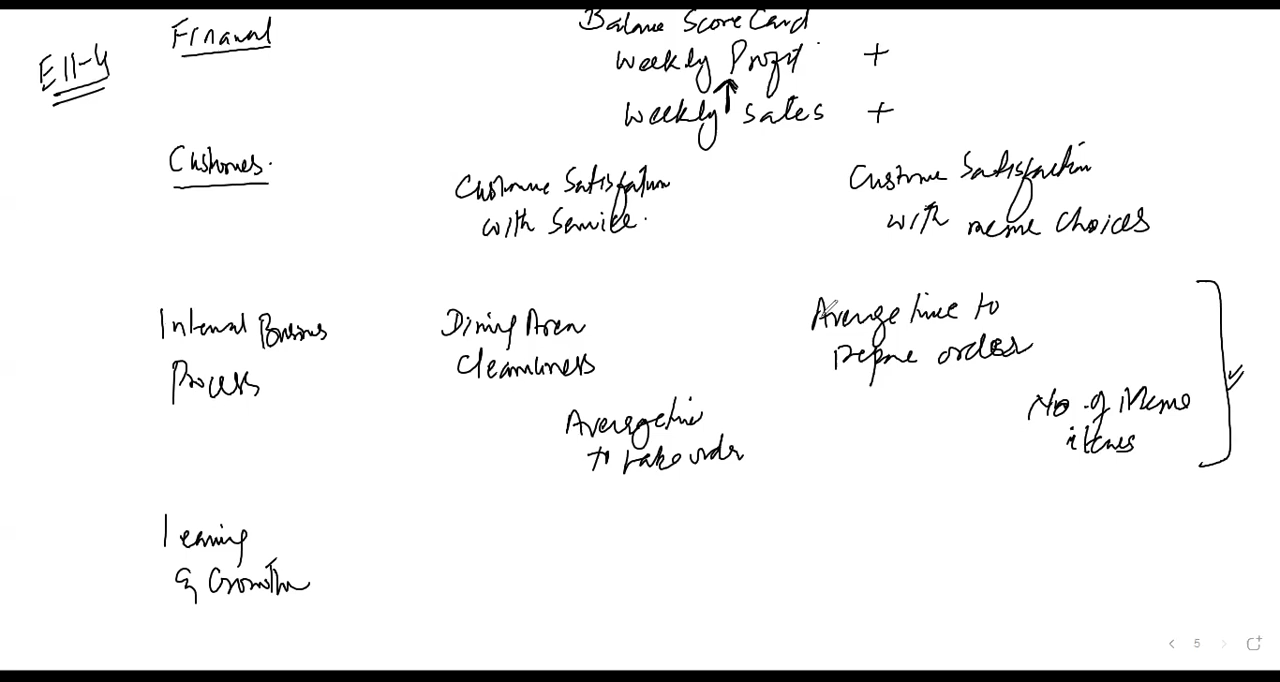 Balance Score Card
Financial
E11-4
Weekly Profit +
Weekly Sales +
Customer
Customer Satisfaction
with Service.
Customer Satisfaction
with menu choices
Internal Business
Process
Dining Area
Cleanliness
Average time to
Prepare order
Average time
to take order
No of Menu
items
Learning
& Growth
5